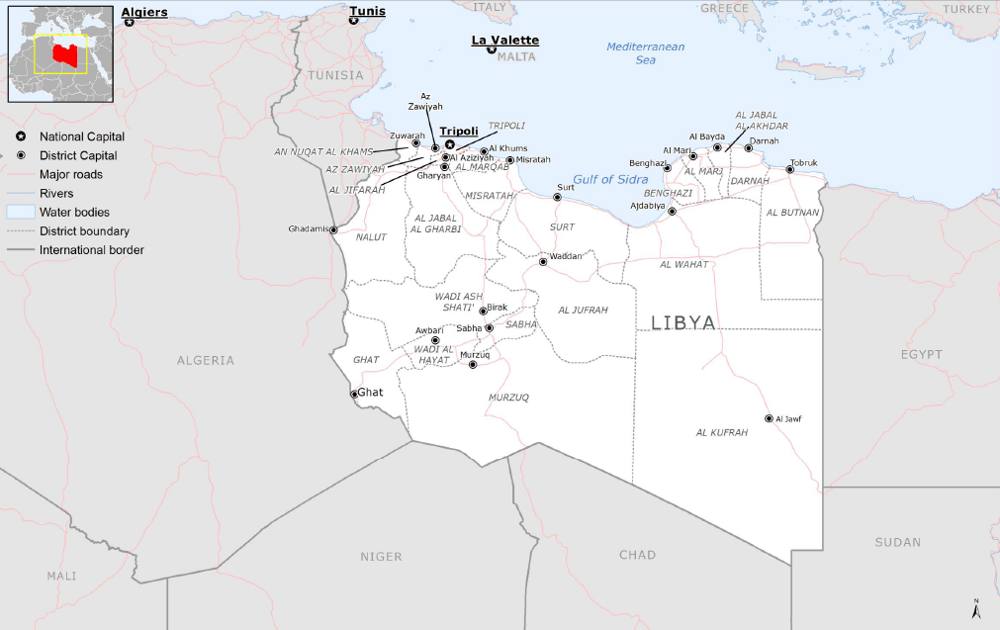 Algiers
Tunis
ITALY
GREECE
TURKEY
La Valette
MALTA
Mediterranean
Sea
TUNISIA
National Capital
District Capital
Major roads
Rivers
Water bodies
District boundary
International border
Az
Zawiyah
Zuwarah
Tripoli
TRIPOLI
AN NUQAT AL KHAMS
AZ ZAWIYAH
AL JIFARAH
Al Aziziyah
Gharyan
Al Khums
AL MARQAB
Misratah
MISRATAH
AL JABAL
AL AKHDAR
Al Bayda
Darnah
Al Marj
Benghazi
AL MARJ
DARNAH
Tobruk
Gulf of Sidra
BENGHAZI
Surt
Ajdabiya
AL BUTNAN
Ghadamis
NALUT
AL JABAL
AL GHARBI
SURT
Waddan
AL WAHAT
WADI ASH
SHATI'
Birak
AL JUFRAH
LIBYA
Awbari
Sabha
SABHA
WADI AL
HAYAT
Murzuq
GHAT
Ghat
ALGERIA
EGYPT
MURZUQ
Al Jawf
AL KUFRAH
NIGER
CHAD
SUDAN
MALI
N